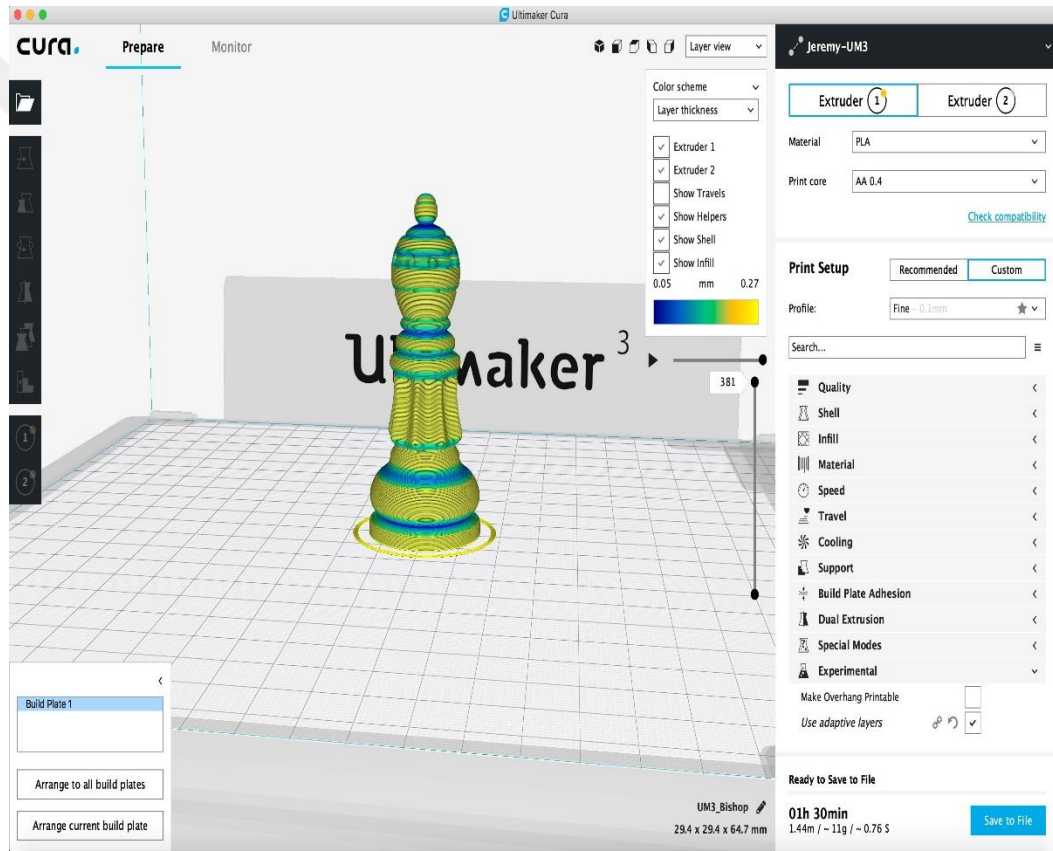 Ultimaker Cura
cura.
Prepare
Monitor
Layer view
Color scheme
Layer thickness
Extruder 1
Extruder 2
Show Travels
Show Helpers
Show Shell
Show Infill
0.05 mm 0.27
381
Ultimaker 3
Build Plate 1
Arrange to all build plates
Arrange current build plate
UM3_Bishop
29.4 x 29.4 x 64.7 mm
Jeremy-UM3
Extruder 1
Extruder 2
Material PLA
Print core AA 0.4
Check compatibility
Print Setup Recommended Custom
Profile: Fine - 0.1mm
Search...
Quality
Shell
Infill
Material
Speed
Travel
Cooling
Support
Build Plate Adhesion
Dual Extrusion
Special Modes
Experimental
Make Overhang Printable
Use adaptive layers
Ready to Save to File
01h 30min
1.44m / ~ 11g / ~ 0.76 $
Save to File
1
2